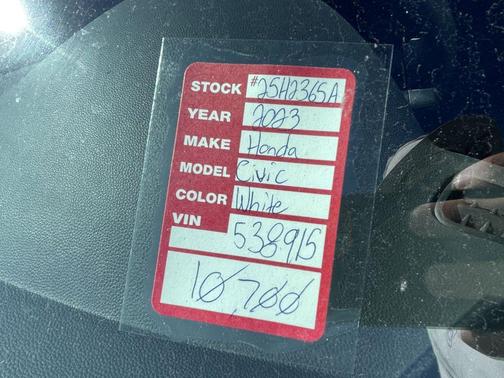 STOCK #25H2365A
YEAR 2023
MAKE Honda
MODEL Civic
COLOR White
VIN 538915
10,700